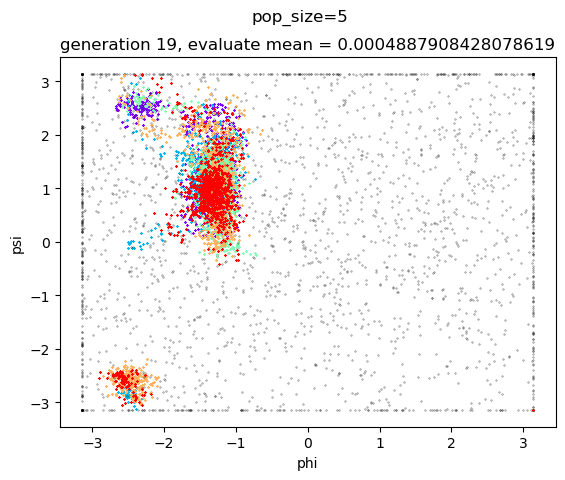 pop_size=5
generation 19, evaluate mean = 0.0004887908428078619
3
2
1
0
−1
−2
−3
psi
−3 −2 −1 0 1 2 3
phi